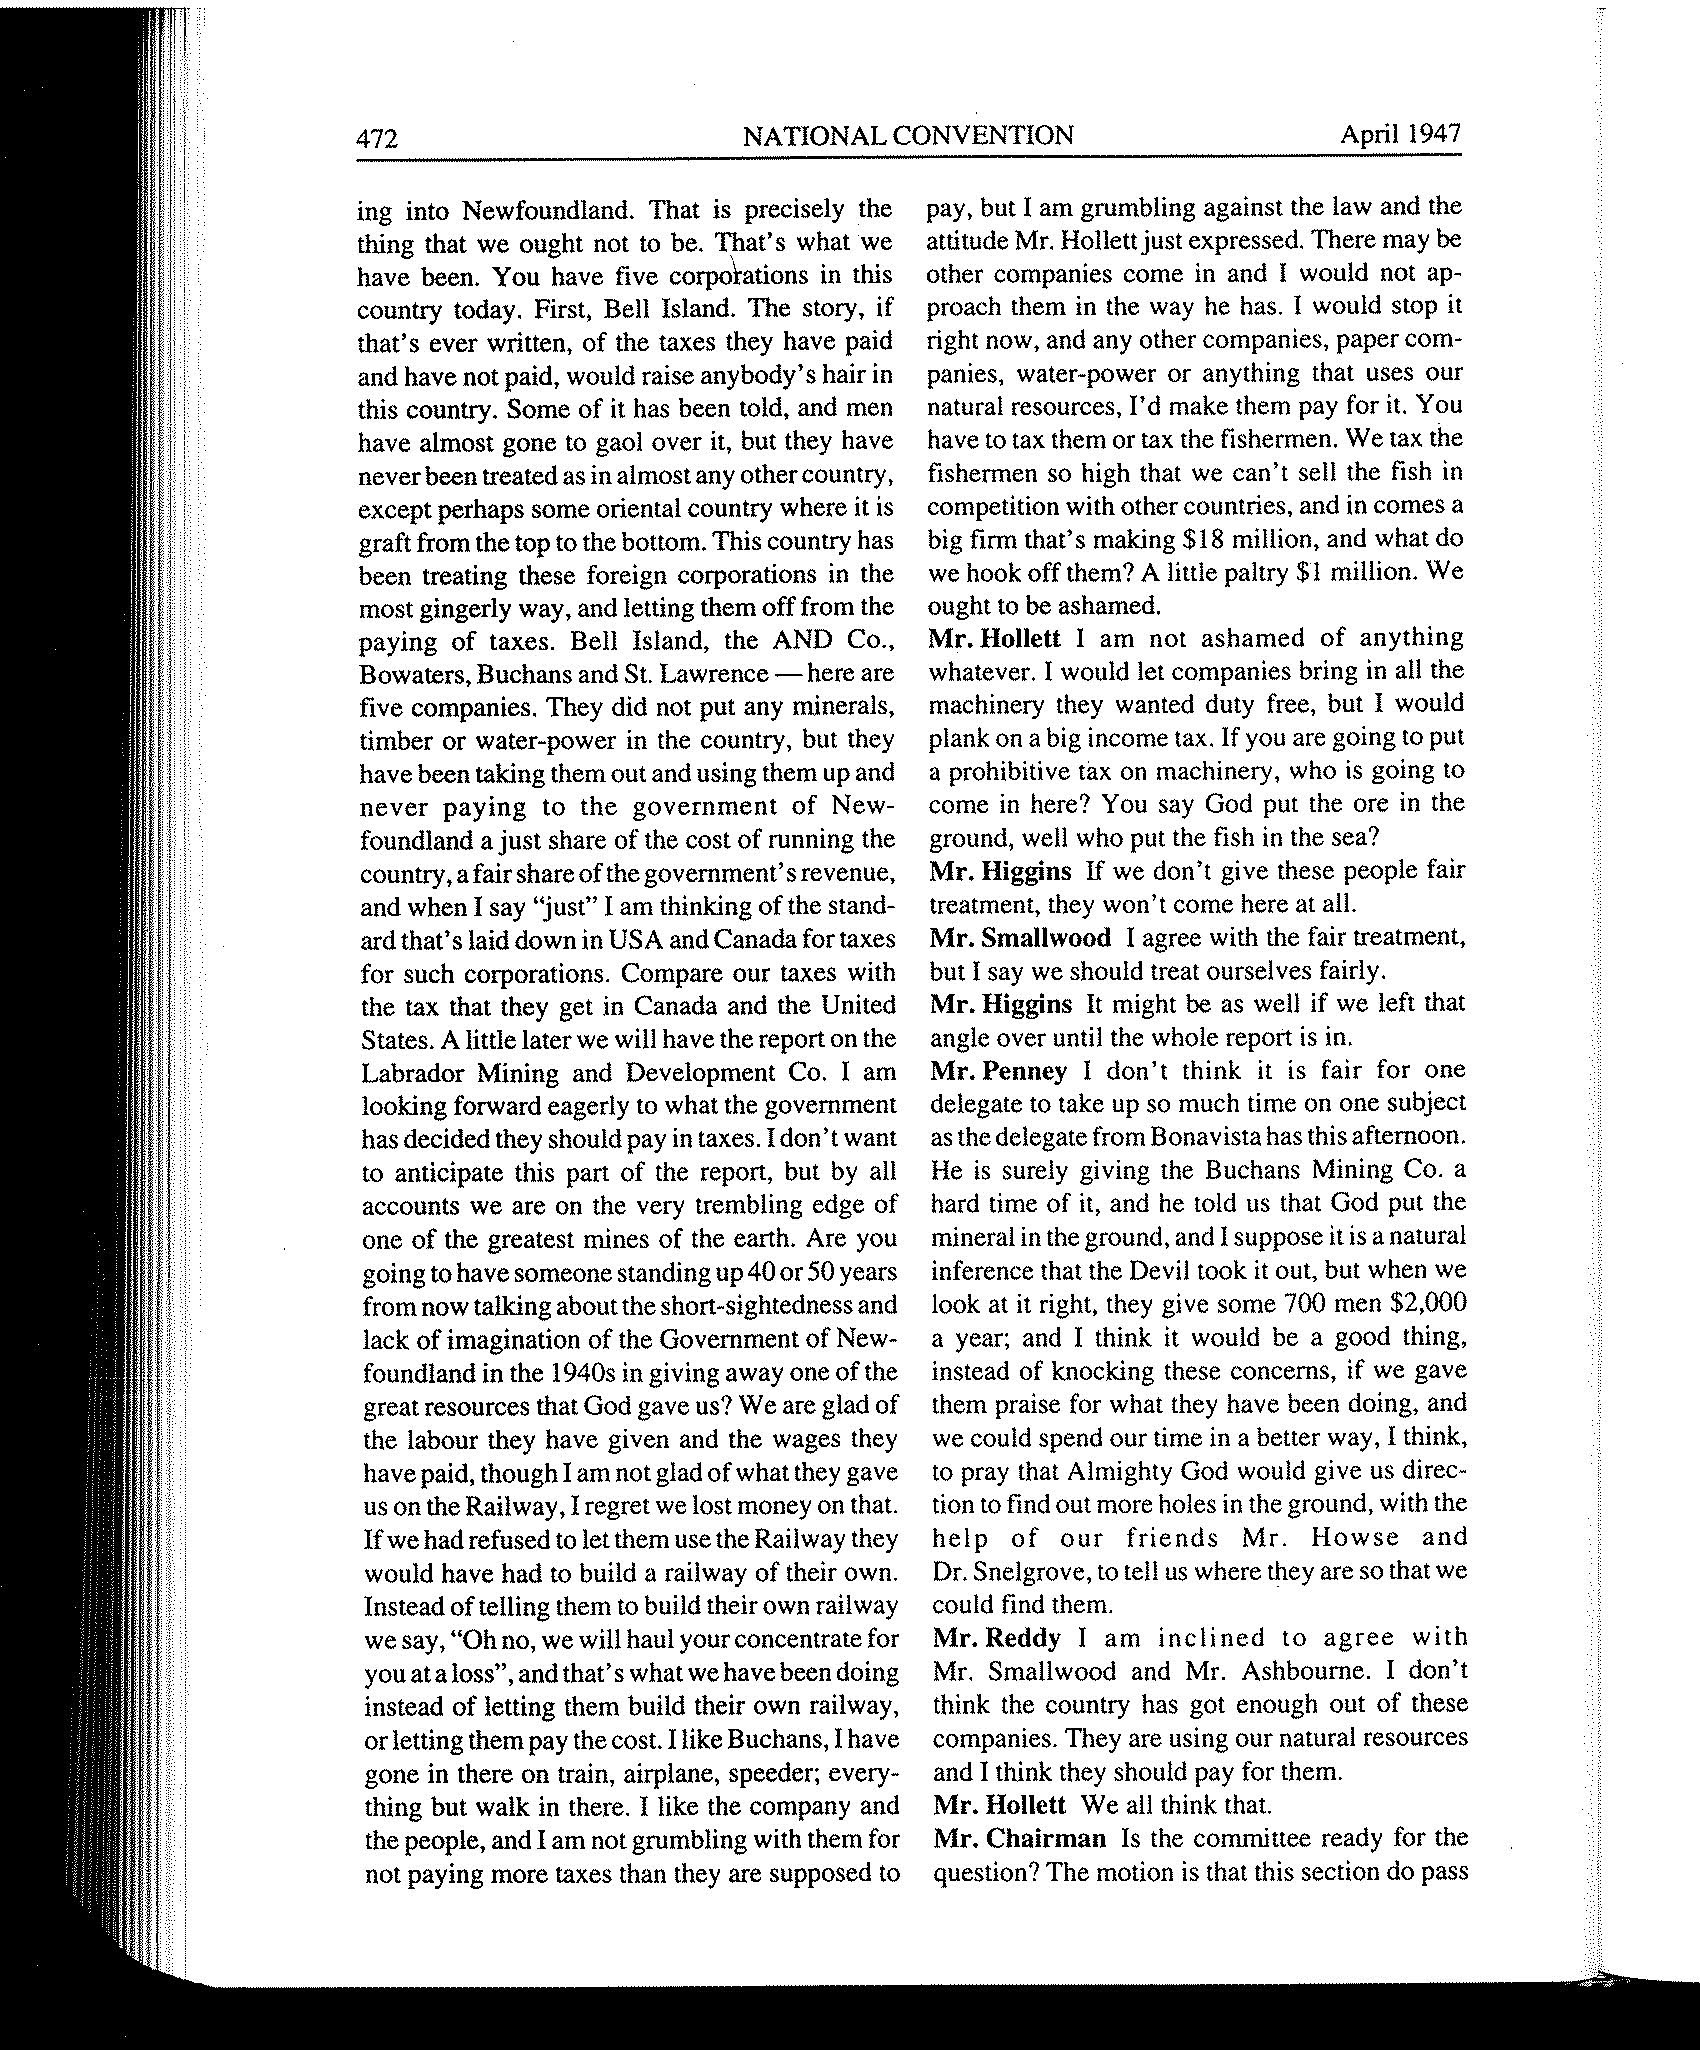 472
NATIONAL CONVENTION
April 1947
ing into Newfoundland. That is precisely the
thing that we ought not to be. That's what we
have been. You have five corporations in this
country today. First, Bell Island. The story, if
that's ever written, of the taxes they have paid
and have not paid, would raise anybody's hair in
this country. Some of it has been told, and men
have almost gone to gaol over it, but they have
never been treated as in almost any other country,
except perhaps some oriental country where it is
graft from the top to the bottom. This country has
been treating these foreign corporations in the
most gingerly way, and letting them off from the
paying of taxes. Bell Island, the AND Co.,
Bowaters, Buchans and St. Lawrence — here are
five companies. They did not put any minerals,
timber or water-power in the country, but they
have been taking them out and using them up and
never paying to the government of New-
foundland a just share of the cost of running the
country, a fair share of the government's revenue,
and when I say "just" I am thinking of the stand-
ard that's laid down in USA and Canada for taxes
for such corporations. Compare our taxes with
the tax that they get in Canada and the United
States. A little later we will have the report on the
Labrador Mining and Development Co. I am
looking forward eagerly to what the government
has decided they should pay in taxes. I don't want
to anticipate this part of the report, but by all
accounts we are on the very trembling edge of
one of the greatest mines of the earth. Are you
going to have someone standing up 40 or 50 years
from now talking about the short-sightedness and
lack of imagination of the Government of New-
foundland in the 1940s in giving away one of the
great resources that God gave us? We are glad of
the labour they have given and the wages they
have paid, though I am not glad of what they gave
us on the Railway, I regret we lost money on that.
If we had refused to let them use the Railway they
would have had to build a railway of their own.
Instead of telling them to build their own railway
we say, "Oh no, we will haul your concentrate for
you at a loss", and that's what we have been doing
instead of letting them build their own railway,
or letting them pay the cost. I like Buchans, I have
gone in there on train, airplane, speeder; every-
thing but walk in there. I like the company and
the people, and I am not grumbling with them for
not paying more taxes than they are supposed to
pay, but I am grumbling against the law and the
attitude Mr. Hollett just expressed. There may be
other companies come in and I would not ap-
proach them in the way he has. I would stop it
right now, and any other companies, paper com-
panies, water-power or anything that uses our
natural resources, I'd make them pay for it. You
have to tax them or tax the fishermen. We tax the
fishermen so high that we can't sell the fish in
competition with other countries, and in comes a
big firm that's making $18 million, and what do
we hook off them? A little paltry $1 million. We
ought to be ashamed.
Mr. Hollett I am not ashamed of anything
whatever. I would let companies bring in all the
machinery they wanted duty free, but I would
plank on a big income tax. If you are going to put
a prohibitive tax on machinery, who is going to
come in here? You say God put the ore in the
ground, well who put the fish in the sea?
Mr. Higgins If we don't give these people fair
treatment, they won't come here at all.
Mr. Smallwood I agree with the fair treatment,
but I say we should treat ourselves fairly.
Mr. Higgins It might be as well if we left that
angle over until the whole report is in.
Mr. Penney I don't think it is fair for one
delegate to take up so much time on one subject
as the delegate from Bonavista has this afternoon.
He is surely giving the Buchans Mining Co. a
hard time of it, and he told us that God put the
mineral in the ground, and I suppose it is a natural
inference that the Devil took it out, but when we
look at it right, they give some 700 men $2,000
a year; and I think it would be a good thing,
instead of knocking these concerns, if we gave
them praise for what they have been doing, and
we could spend our time in a better way, I think,
to pray that Almighty God would give us direc-
tion to find out more holes in the ground, with the
help of our friends Mr. Howse and
Dr. Snelgrove, to tell us where they are so that we
could find them.
Mr. Reddy I am inclined to agree with
Mr. Smallwood and Mr. Ashbourne. I don't
think the country has got enough out of these
companies. They are using our natural resources
and I think they should pay for them.
Mr. Hollett We all think that.
Mr. Chairman Is the committee ready for the
question? The motion is that this section do pass